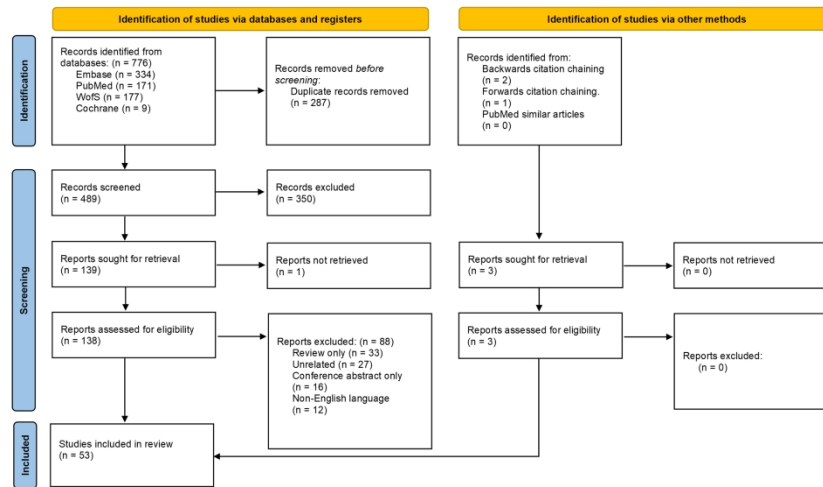 Identification of studies via databases and registers
Identification of studies via other methods
Identification
Records identified from
databases: (n = 776)
Embase (n = 334)
PubMed (n = 171)
WofS (n = 177)
Cochrane (n = 9)
Records removed before
screening:
Duplicate records removed
(n = 287)
Records identified from:
Backwards citation chaining
(n = 2)
Forwards citation chaining.
(n = 1)
PubMed similar articles
(n = 0)
Screening
Records screened
(n = 489)
Records excluded
(n = 350)
Reports sought for retrieval
(n = 139)
Reports not retrieved
(n = 1)
Reports sought for retrieval
(n = 3)
Reports not retrieved
(n = 0)
Reports assessed for eligibility
(n = 138)
Reports excluded: (n = 88)
Review only (n = 33)
Unrelated (n = 27)
Conference abstract only
(n = 16)
Non-English language
(n = 12)
Reports assessed for eligibility
(n = 3)
Reports excluded:
(n = 0)
Included
Studies included in review
(n = 53)